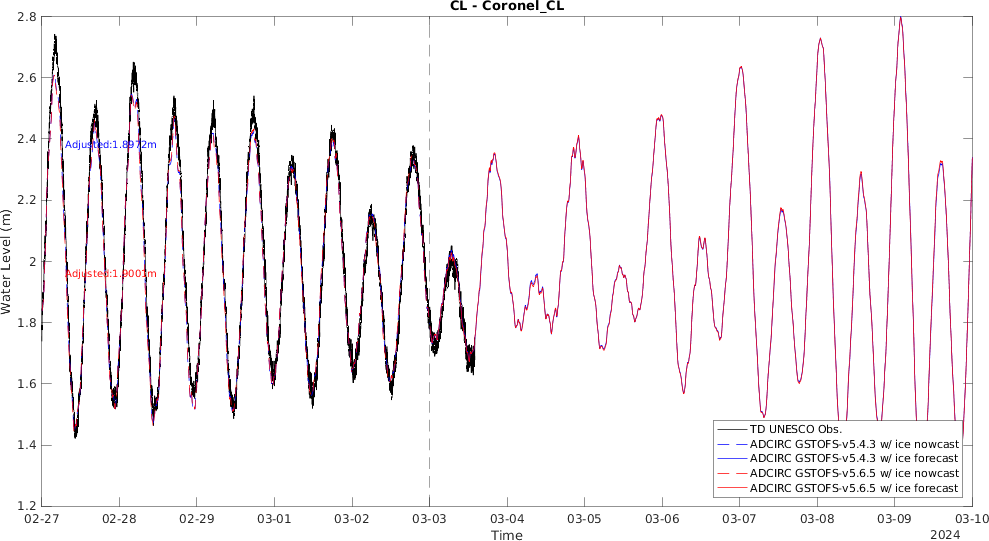 CL - Coronel_CL
2.8
2.6
2.4
2.2
2
1.8
1.6
1.4
1.2
Water Level (m)
Adjusted:1.8972m
Adjusted:1.9001m
TD UNESCO Obs.
ADCIRC GSTOFS-v5.4.3 w/ ice nowcast
ADCIRC GSTOFS-v5.4.3 w/ ice forecast
ADCIRC GSTOFS-v5.6.5 w/ ice nowcast
ADCIRC GSTOFS-v5.6.5 w/ ice forecast
02-27 02-28 02-29 03-01 03-02 03-03 03-04 03-05 03-06 03-07 03-08 03-09 03-10
Time
2024